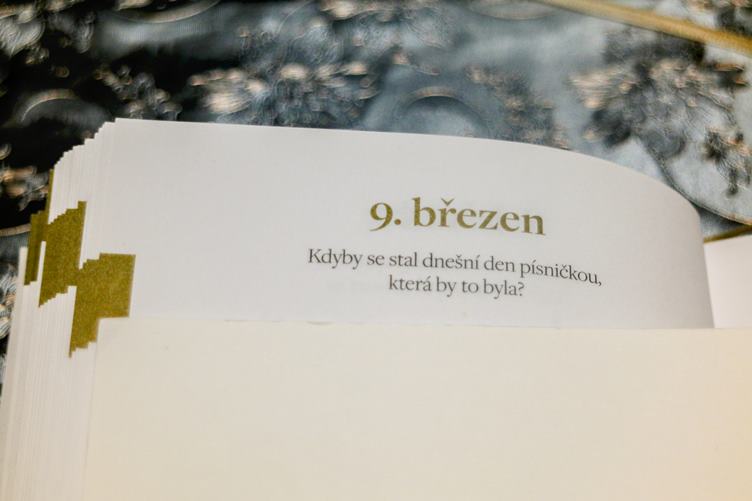 9. březen
Kdyby se stal dnešní den písničkou,
která by to byla?